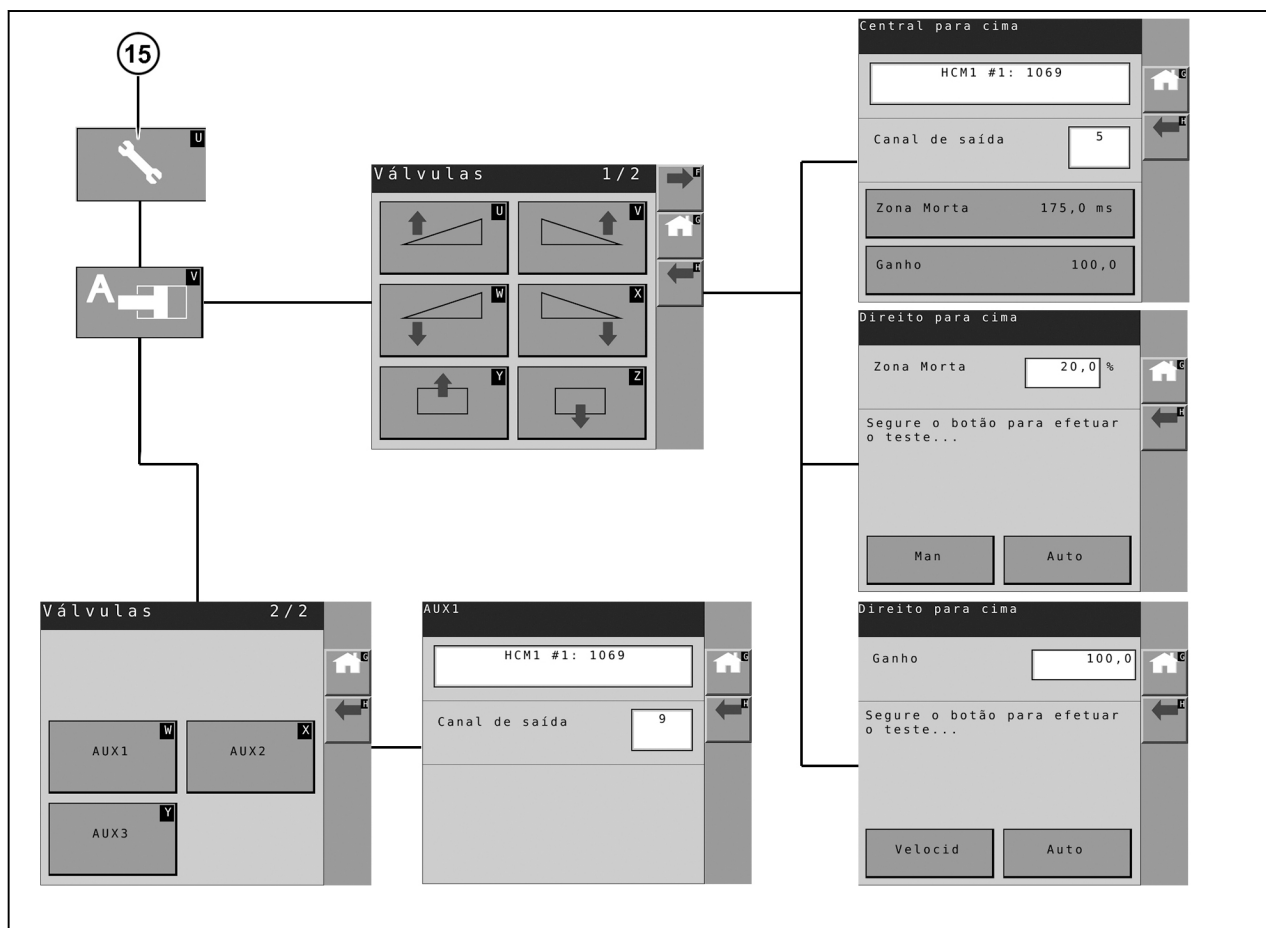 15
U
A
V
Válvulas 1/2
F
G
H
U
V
W
X
Y
Z
Central para cima
HCM1 #1: 1069
Canal de saída 5
Zona Morta 175,0 ms
Ganho 100,0
G
H
Direito para cima
Zona Morta 20,0 %
Segure o botão para efetuar
o teste...
Man
Auto
G
H
Válvulas 2/2
G
H
AUX1
W
AUX2
X
AUX3
Y
AUX1
HCM1 #1: 1069
Canal de saída 9
G
H
Direito para cima
Ganho 100,0
Segure o botão para efetuar
o teste...
Velocid
Auto
G
H